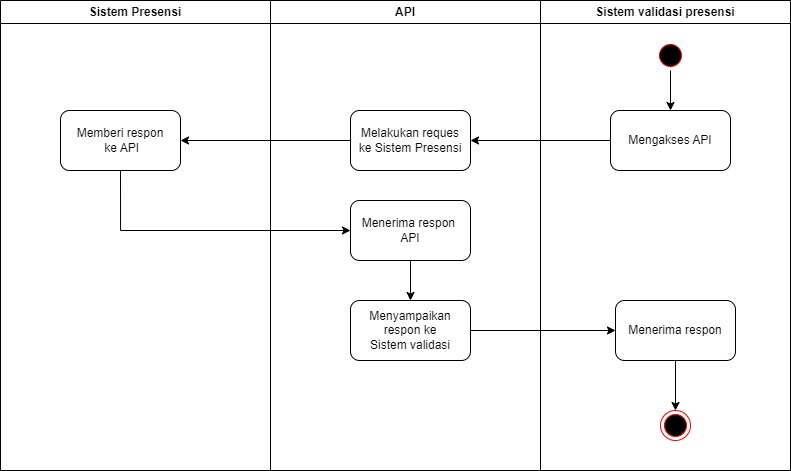 Sistem Presensi
API
Sistem validasi presensi
Memberi respon
ke API
Melakukan reques
ke Sistem Presensi
Mengakses API
Menerima respon
API
Menyampaikan
respon ke
Sistem validasi
Menerima respon